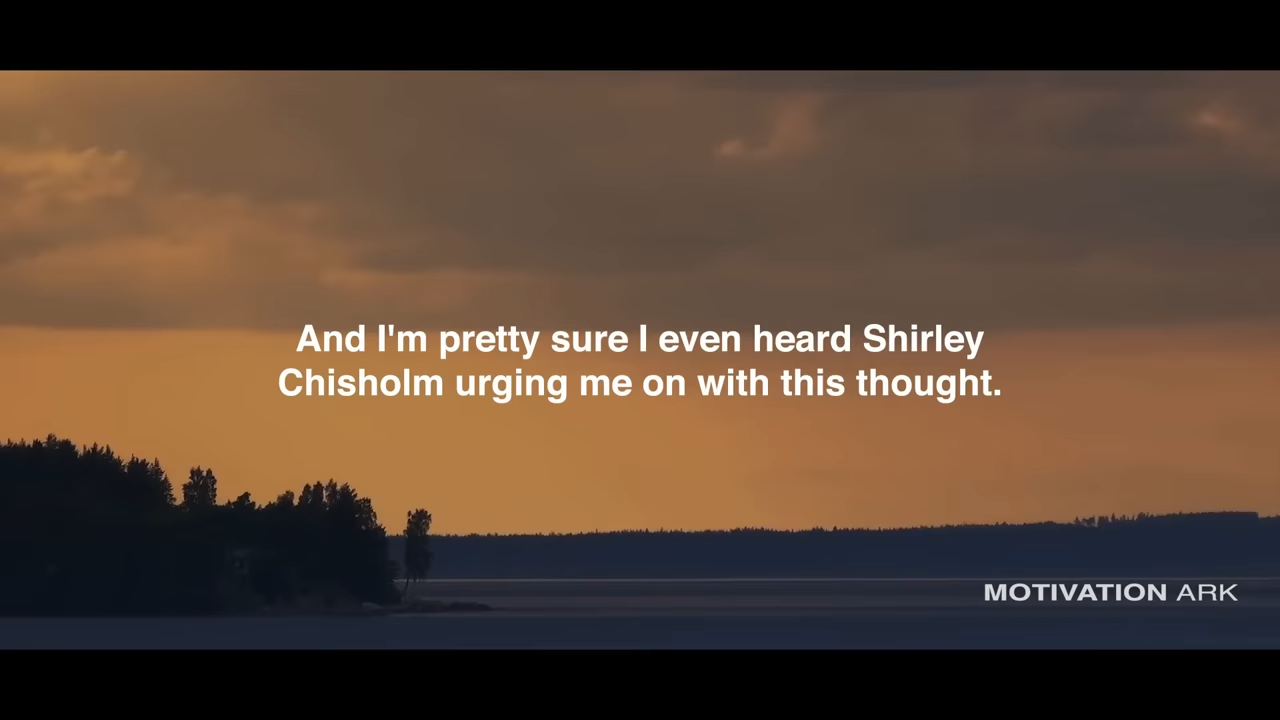 And I'm pretty sure I even heard Shirley
Chisholm urging me on with this thought.
MOTIVATION ARK